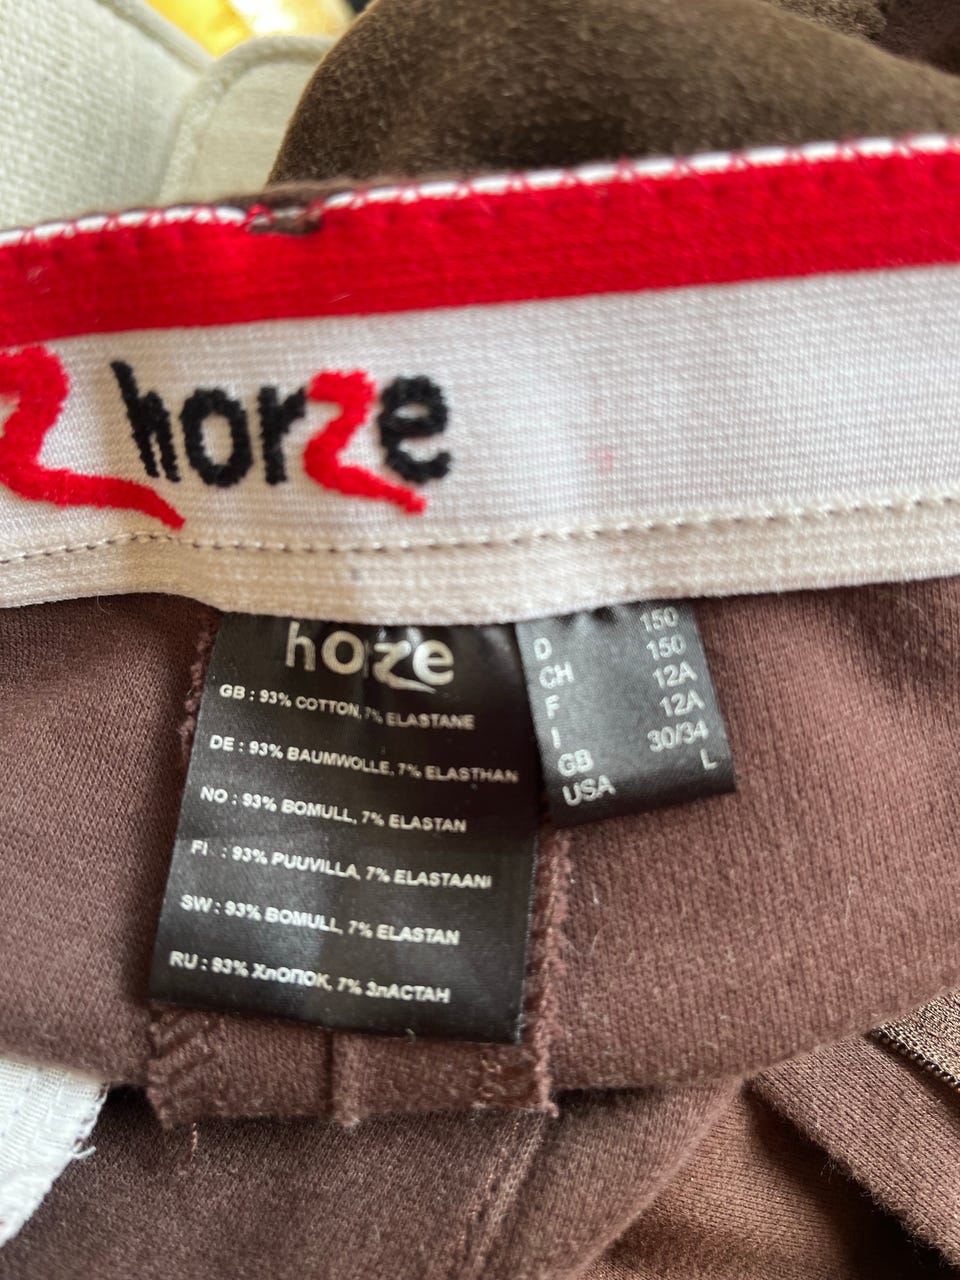 horze
horze
GB : 93% COTTON, 7% ELASTANE
DE : 93% BAUMWOLLE, 7% ELASTHAN
NO : 93% BOMULL, 7% ELASTAN
FI : 93% PUUVILLA, 7% ELASTAANI
SW : 93% BOMULL, 7% ELASTAN
RU : 93% ХлОПОК, 7% ЗлАСТАН
D 150
CH 150
F 12A
I 12A
GB 30/34
USA L